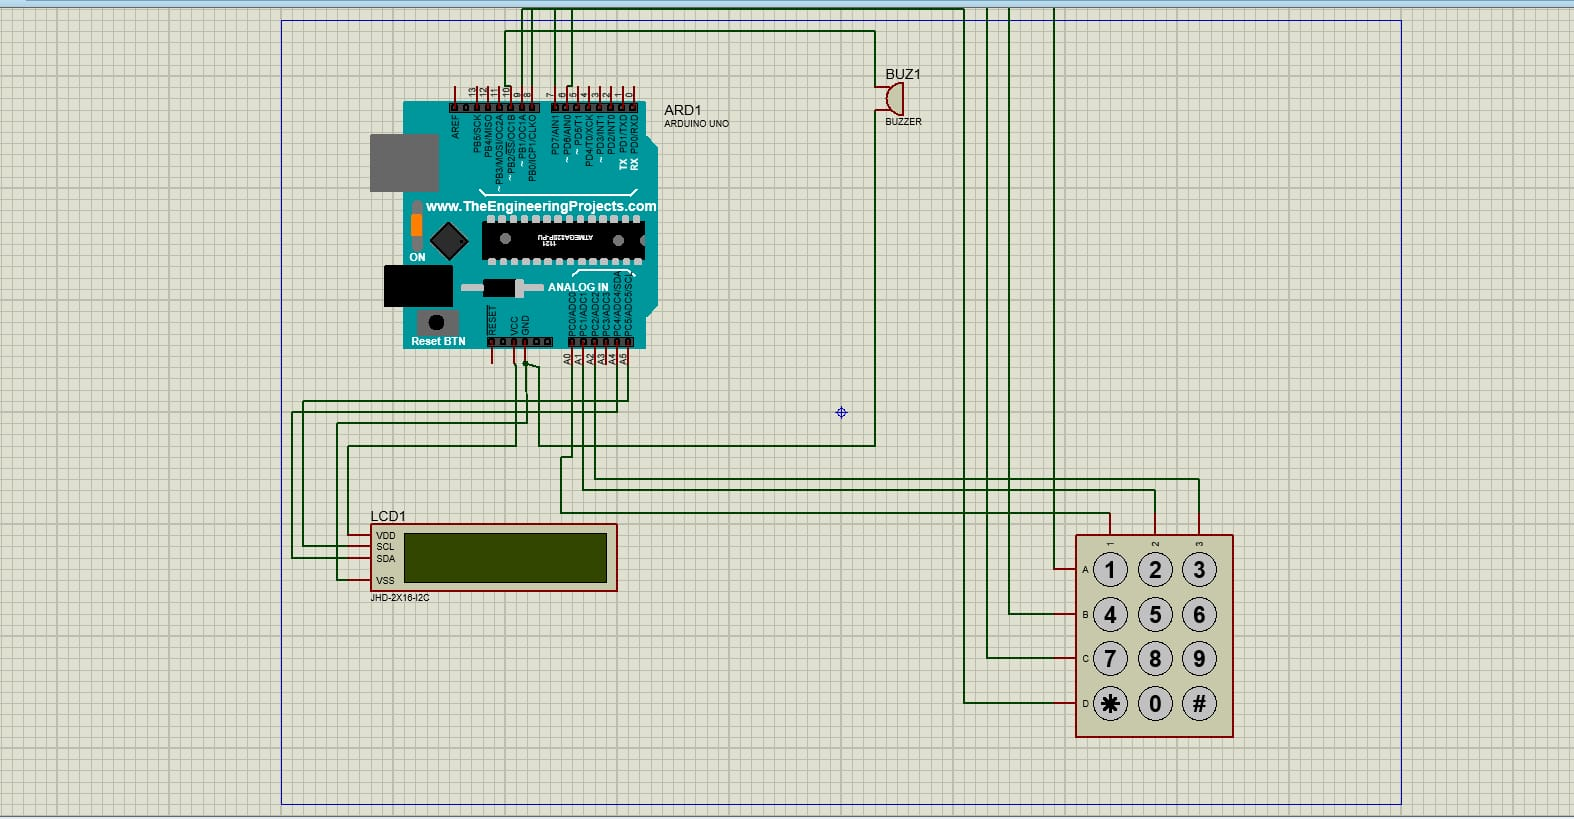 BUZ1
BUZZER
ARD1
ARDUINO UNO
13
12
11
10
9
8
7
6
5
4
3
2
1
0
AREF
PB5/SCK
PB4/MISO
~ PB3/MOSI/OC2A
~ PB2/SS/OC1B
~ PB1/OC1A
PB0/ICP1/CLKO
PD7/AIN1
~ PD6/AIN0
~ PD5/T1
PD4/T0/XCK
~ PD3/INT1
PD2/INT0
TX PD1/TXD
RX PD0/RXD
www.TheEngineeringProjects.com
ATMEGA328P-PU
1121
ON
ANALOG IN
RESET
VCC
GND
PC0/ADC0
PC1/ADC1
PC2/ADC2
PC3/ADC3
PC4/ADC4/SDA
PC5/ADC5/SCL
Reset BTN
A0
A1
A2
A3
A4
A5
LCD1
VDD
SCL
SDA
VSS
JHD-2X16-I2C
1 2 3
A 1 2 3
B 4 5 6
C 7 8 9
D * 0 #